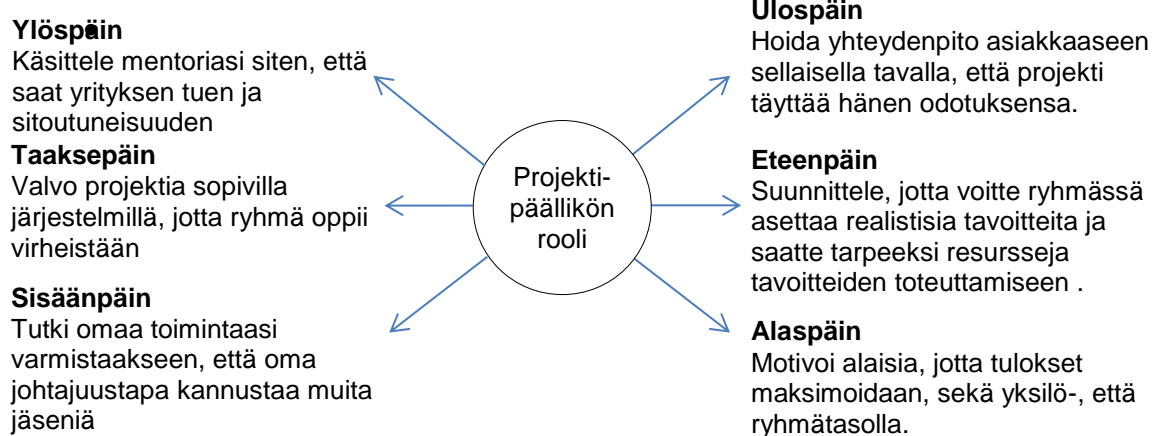 Ylöspäin
Käsittele mentoriasi siten, että
saat yrityksen tuen ja
sitoutuneisuuden
Taaksepäin
Valvo projektia sopivilla
järjestelmillä, jotta ryhmä oppii
virheistään
Sisäänpäin
Tutki omaa toimintaasi
varmistaakseen, että oma
johtajuustapa kannustaa muita
jäseniä
Projekti-
päällikön
rooli
Ulospäin
Hoida yhteydenpito asiakkaaseen
sellaisella tavalla, että projekti
täyttää hänen odotuksensa.
Eteenpäin
Suunnittele, jotta voitte ryhmässä
asettaa realistisia tavoitteita ja
saatte tarpeeksi resursseja
tavoitteiden toteuttamiseen .
Alaspäin
Motivoi alaisia, jotta tulokset
maksimoidaan, sekä yksilö-, että
ryhmätasolla.